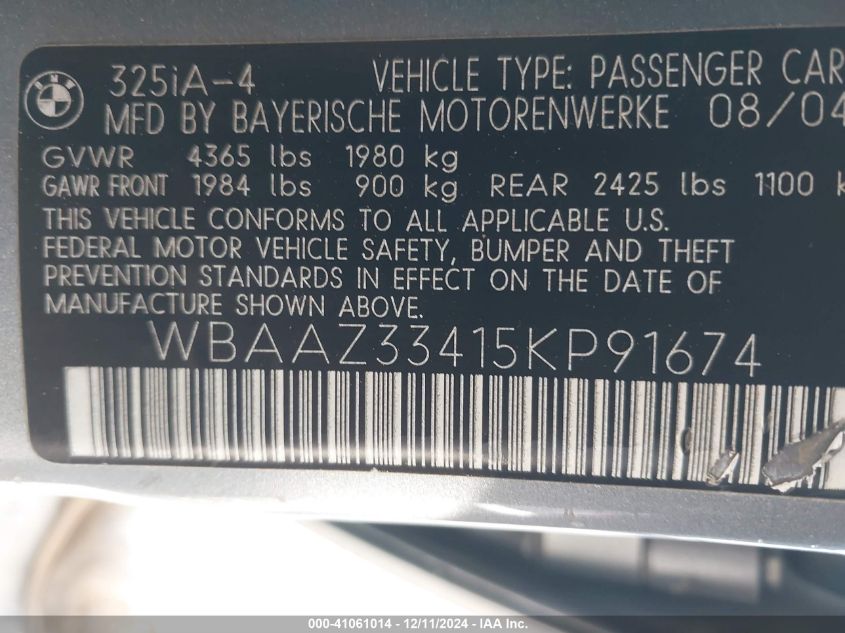 BMW
325iA-4 VEHICLE TYPE: PASSENGER CAR
MFD BY BAYERISCHE MOTORENWERKE 08/04
GVWR 4365 lbs 1980 kg
GAWR FRONT 1984 lbs 900 kg REAR 2425 lbs 1100 k
THIS VEHICLE CONFORMS TO ALL APPLICABLE U.S.
FEDERAL MOTOR VEHICLE SAFETY, BUMPER AND THEFT
PREVENTION STANDARDS IN EFFECT ON THE DATE OF
MANUFACTURE SHOWN ABOVE.
WBAAZ33415KP91674
000-41061014 | 12/11/2024 - IAA Inc.